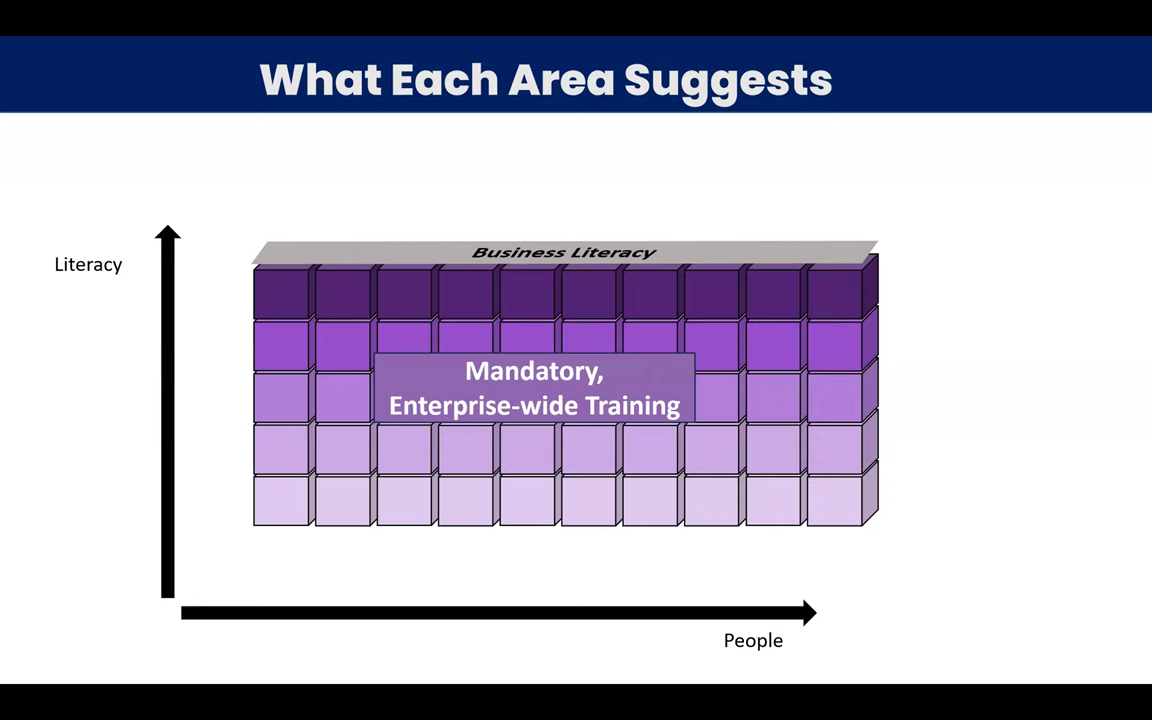 What Each Area Suggests
Literacy
Business Literacy
Mandatory,
Enterprise-wide Training
People